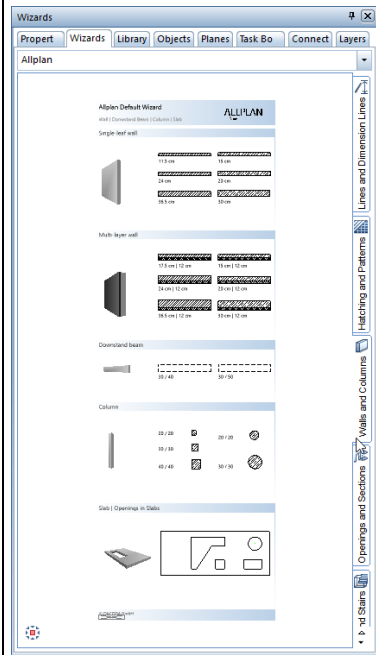 Wizards
Propert Wizards Library Objects Planes Task Bo Connect Layers
Allplan
Allplan Default Wizard
ALLPLAN
Wall | Downstand Beam | Column | Slab
Single-leaf wall
11.5 cm
24 cm
36.5 cm
30 cm
Multi-layer wall
17.5 cm | 12 cm
15 cm | 12 cm
24 cm | 12 cm
20 cm | 12 cm
36.5 cm | 12 cm
30 cm | 12 cm
Downstand beam
30 / 40
30 / 50
Column
20 / 20
20 / 20
30 / 30
40 / 40
30 / 30
Slab | Openings in Slabs
Lines and Dimension Lines
Hatching and Patterns
Walls and Columns
Openings and Sections
nd Stairs